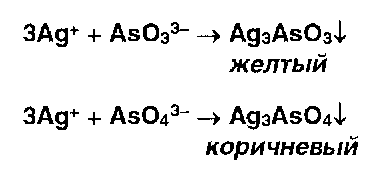 3Ag⁺ + AsO₃³⁻ → Ag₃AsO₃↓
желтый
3Ag⁺ + AsO₄³⁻ → Ag₃AsO₄↓
коричневый